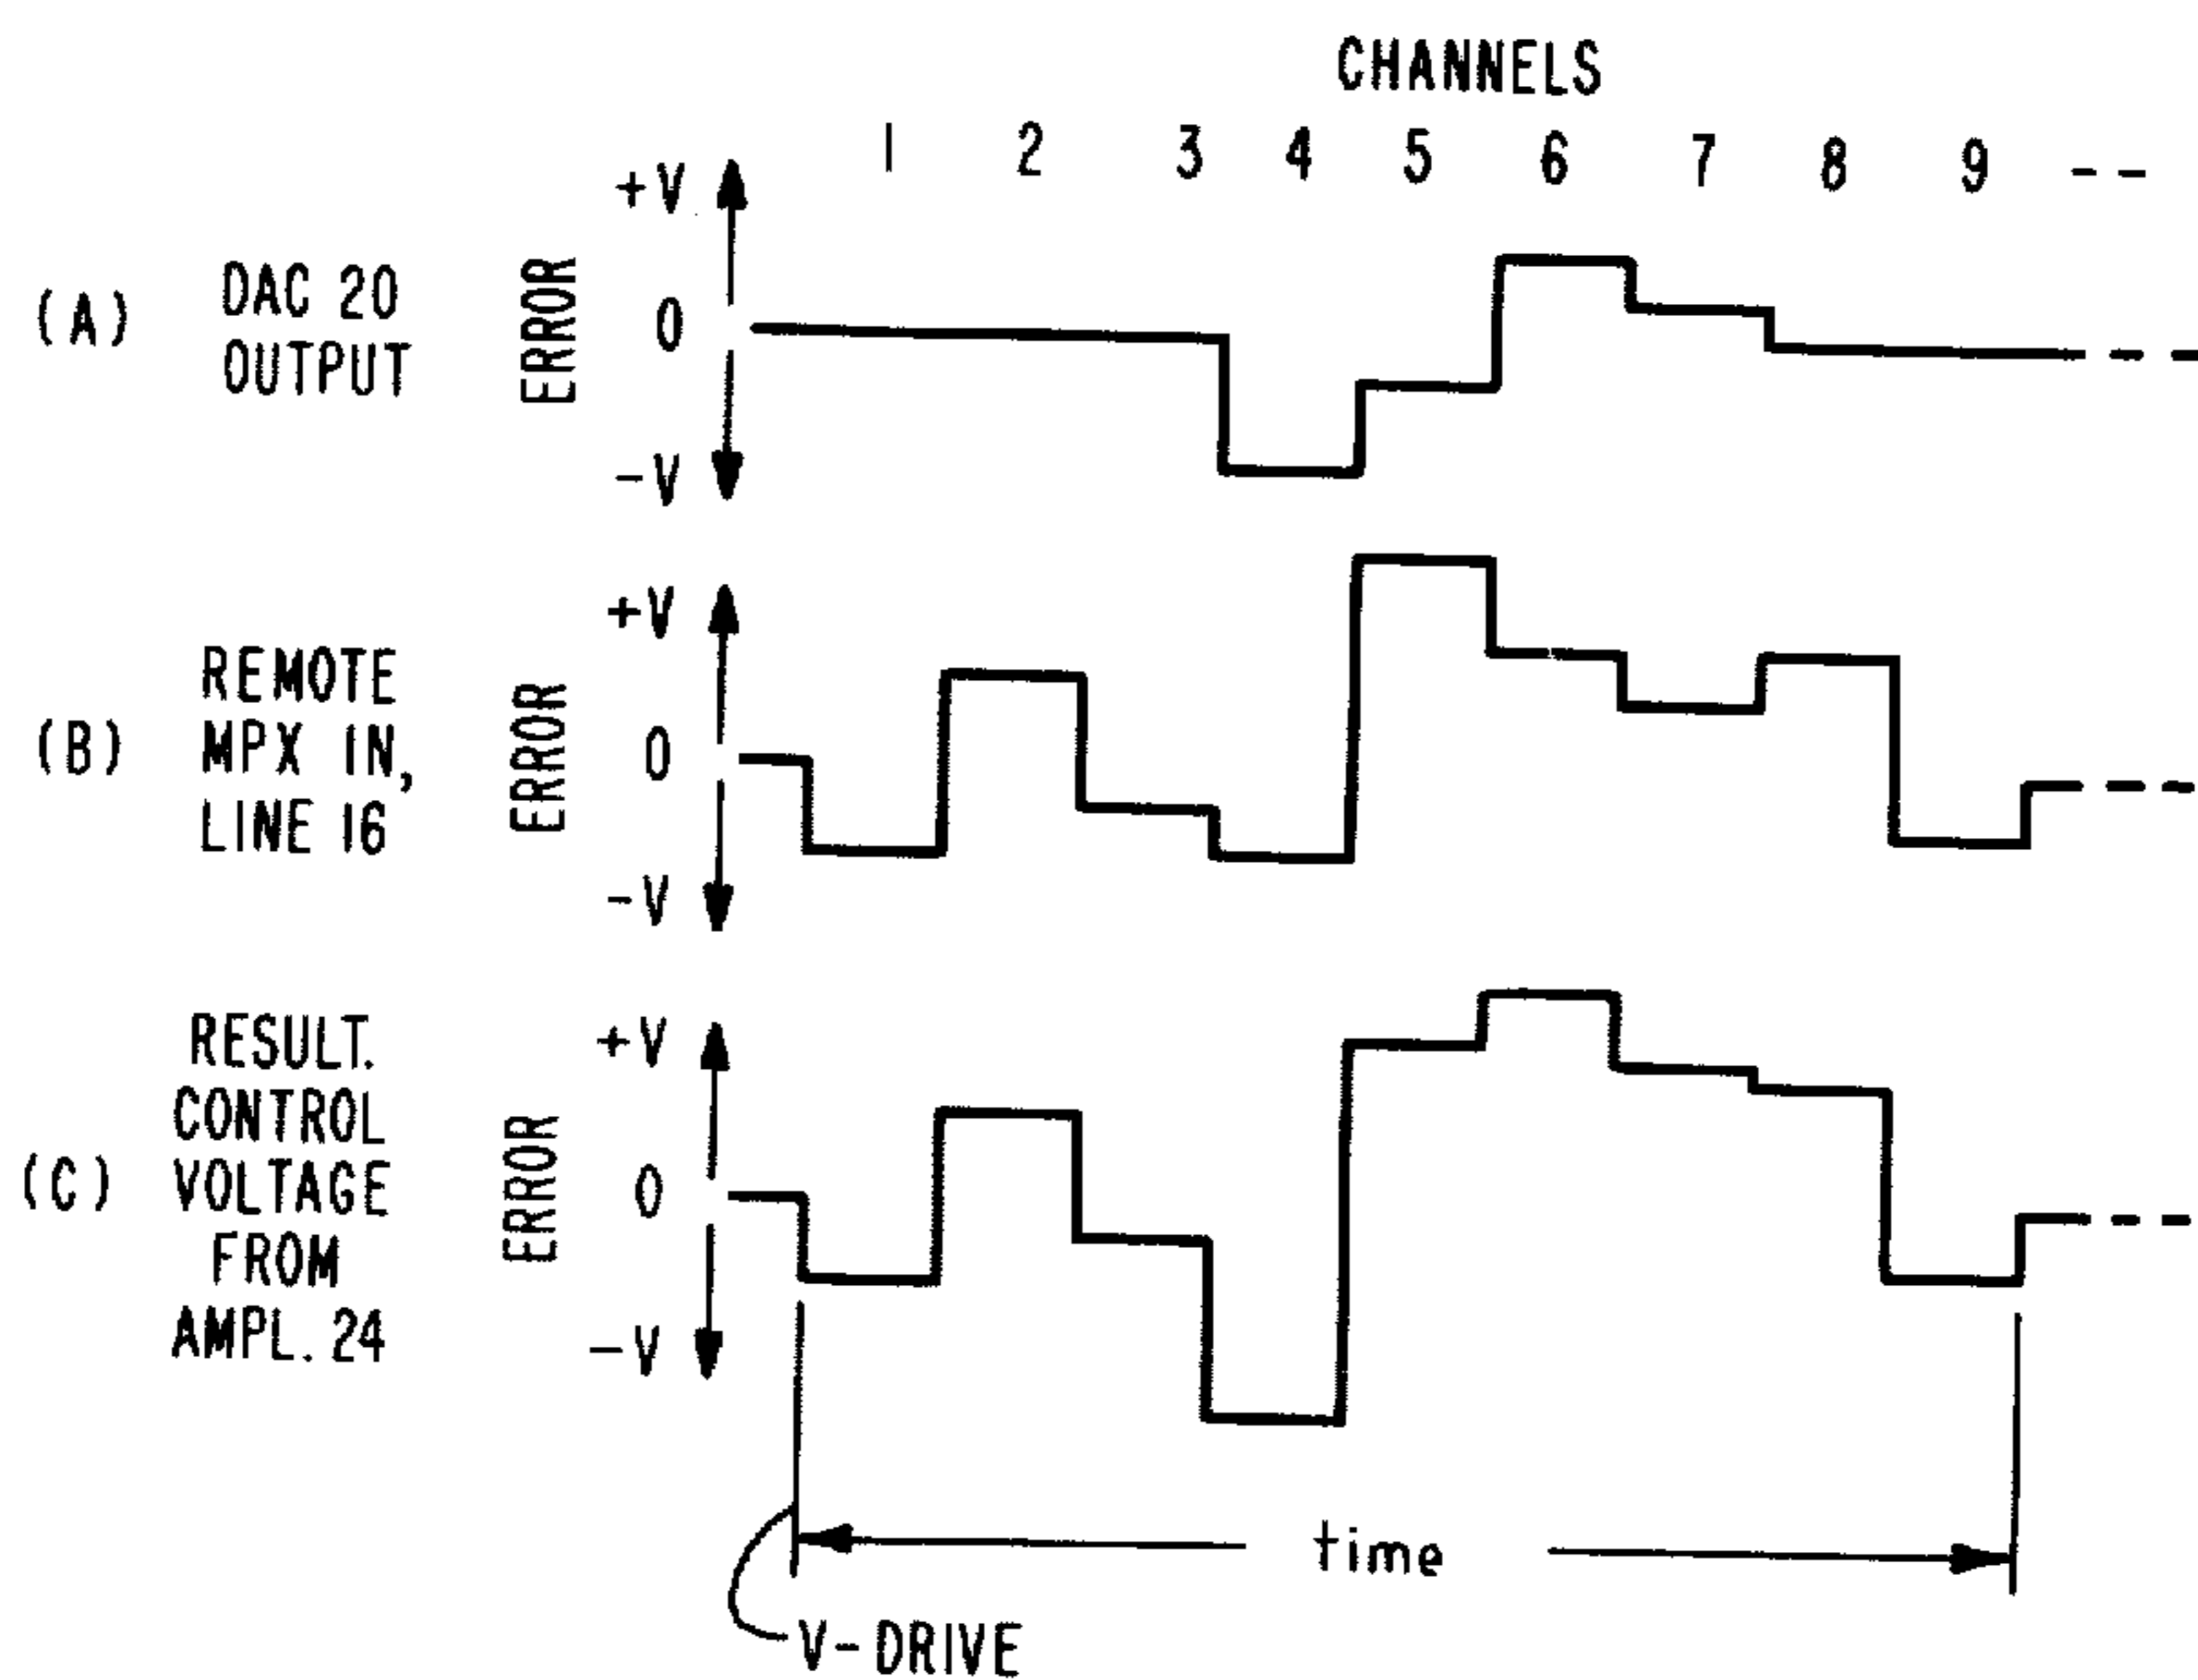 CHANNELS
1 2 3 4 5 6 7 8 9 --
(A) DAC 20
OUTPUT
ERROR
+V
0
-V
(B) REMOTE
MPX IN,
LINE 16
ERROR
+V
0
-V
(C) RESULT.
CONTROL
VOLTAGE
FROM
AMPL. 24
ERROR
+V
0
-V
time
V-DRIVE